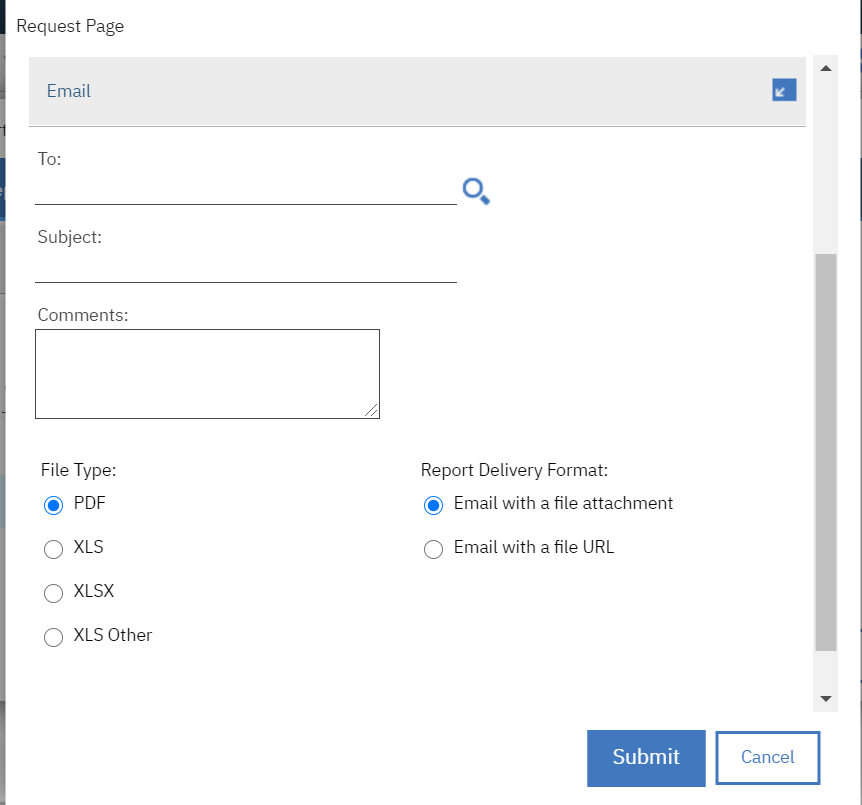 Request Page
Email
To:
Subject:
Comments:
File Type:
Report Delivery Format:
PDF
Email with a file attachment
XLS
Email with a file URL
XLSX
XLS Other
Submit
Cancel